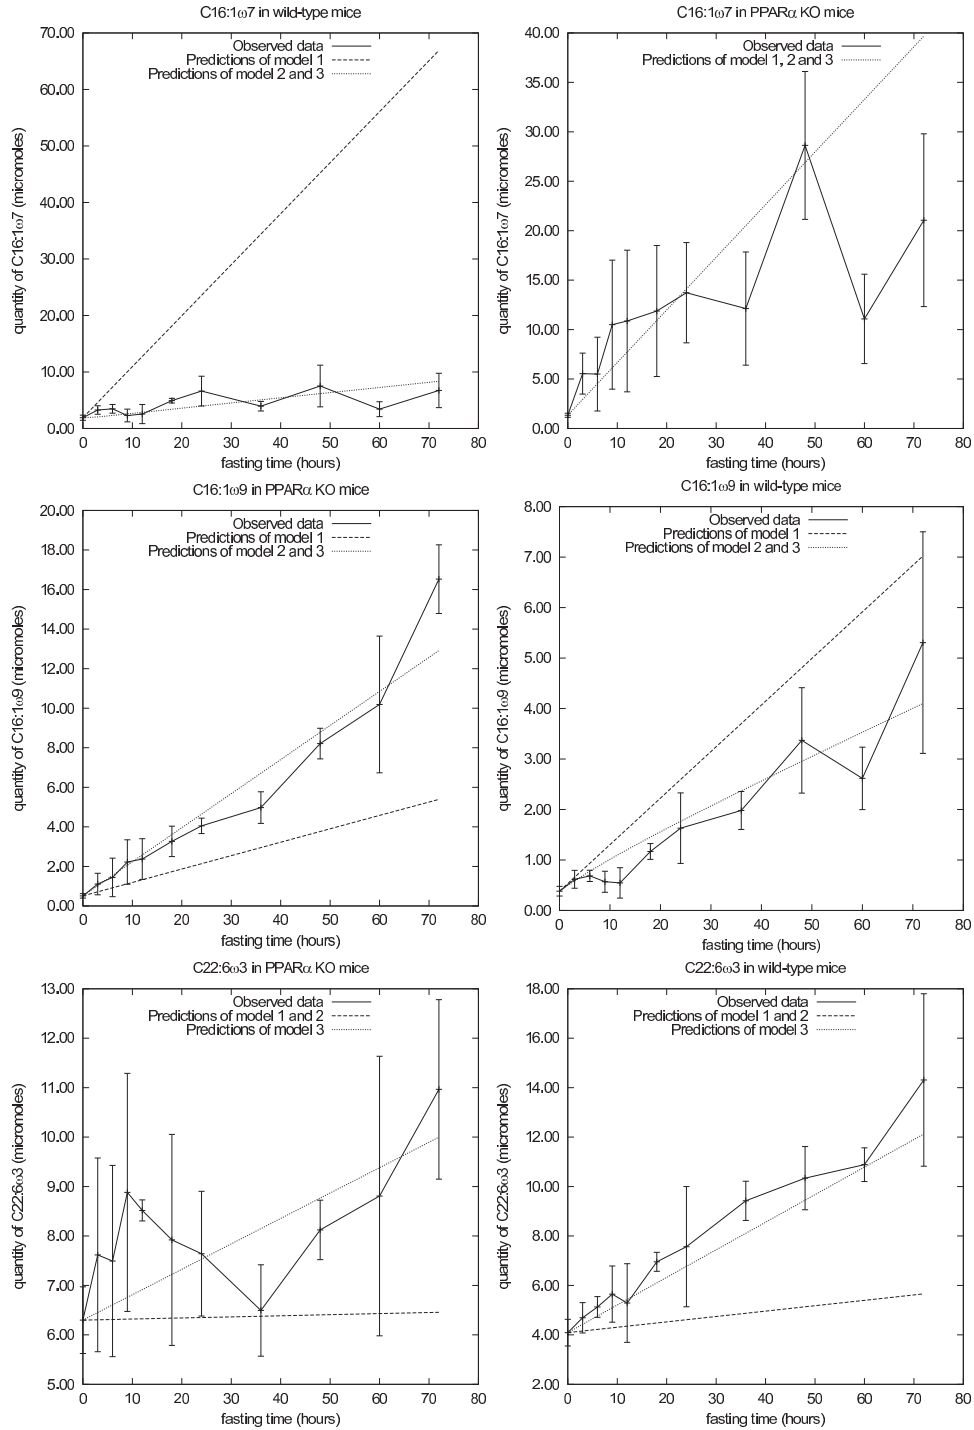 C16:1ω7 in wild-type mice
70.00
60.00
50.00
40.00
30.00
20.00
10.00
0.00
quantity of C16:1ω7 (micromoles)
Observed data
Predictions of model 1
Predictions of model 2 and 3
0 10 20 30 40 50 60 70 80
fasting time (hours)
C16:1ω7 in PPARα KO mice
40.00
35.00
30.00
25.00
20.00
15.00
10.00
5.00
0.00
quantity of C16:1ω7 (micromoles)
Observed data
Predictions of model 1, 2 and 3
0 10 20 30 40 50 60 70 80
fasting time (hours)
C16:1ω9 in PPARα KO mice
20.00
18.00
16.00
14.00
12.00
10.00
8.00
6.00
4.00
2.00
0.00
quantity of C16:1ω9 (micromoles)
Observed data
Predictions of model 1
Predictions of model 2 and 3
0 10 20 30 40 50 60 70 80
fasting time (hours)
C16:1ω9 in wild-type mice
8.00
7.00
6.00
5.00
4.00
3.00
2.00
1.00
0.00
quantity of C16:1ω9 (micromoles)
Observed data
Predictions of model 1
Predictions of model 2 and 3
0 10 20 30 40 50 60 70 80
fasting time (hours)
C22:6ω3 in PPARα KO mice
13.00
12.00
11.00
10.00
9.00
8.00
7.00
6.00
5.00
quantity of C22:6ω3 (micromoles)
Observed data
Predictions of model 1 and 2
Predictions of model 3
0 10 20 30 40 50 60 70 80
fasting time (hours)
C22:6ω3 in wild-type mice
18.00
16.00
14.00
12.00
10.00
8.00
6.00
4.00
2.00
quantity of C22:6ω3 (micromoles)
Observed data
Predictions of model 1 and 2
Predictions of model 3
0 10 20 30 40 50 60 70 80
fasting time (hours)